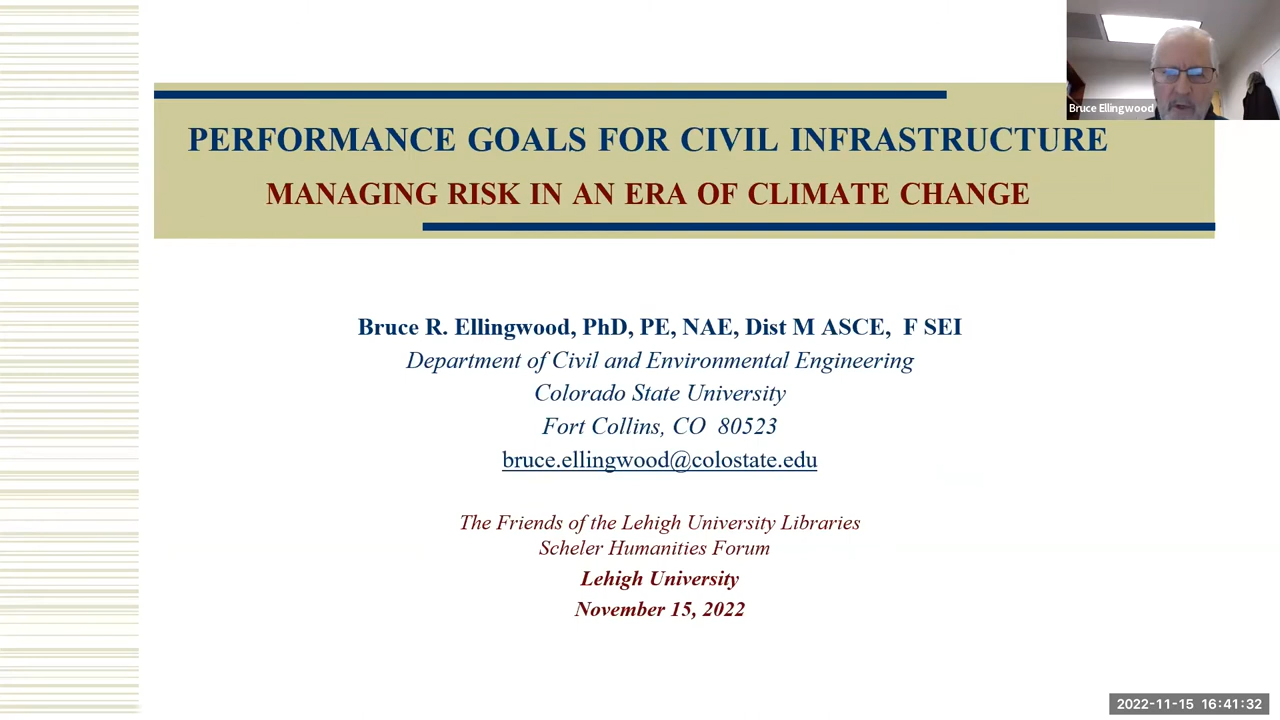 Bruce Ellingwood
PERFORMANCE GOALS FOR CIVIL INFRASTRUCTURE
MANAGING RISK IN AN ERA OF CLIMATE CHANGE
Bruce R. Ellingwood, PhD, PE, NAE, Dist M ASCE, F SEI
Department of Civil and Environmental Engineering
Colorado State University
Fort Collins, CO 80523
bruce.ellingwood@colostate.edu
The Friends of the Lehigh University Libraries
Scheler Humanities Forum
Lehigh University
November 15, 2022
2022-11-15 16:41:32